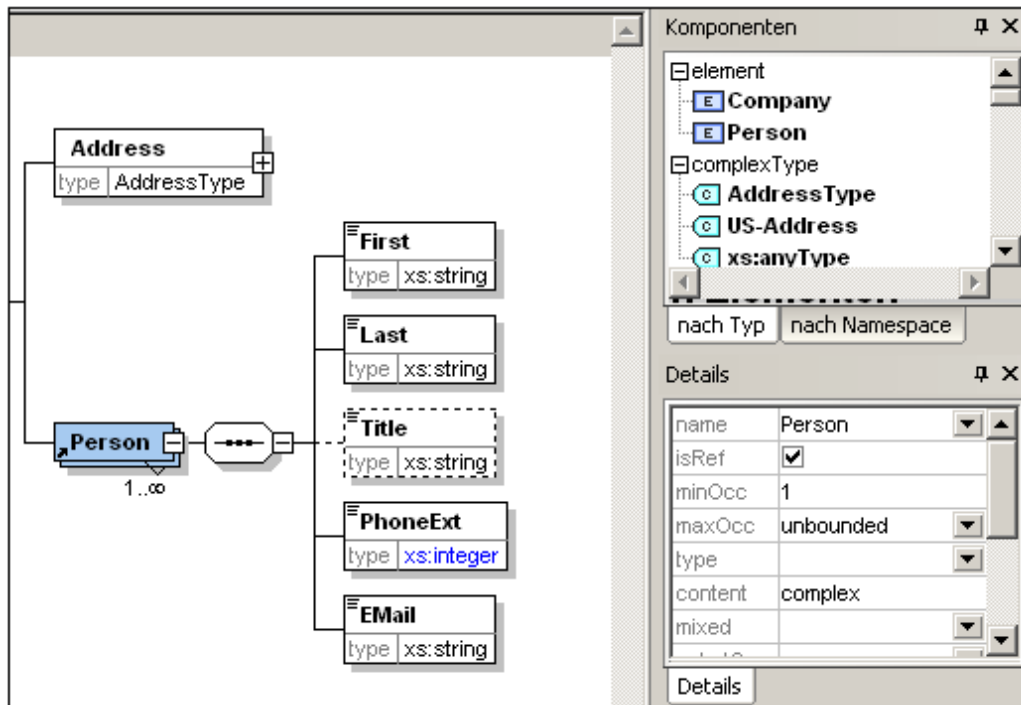 Address
type AddressType
First
type xs:string
Last
type xs:string
Title
type xs:string
Person
1..∞
PhoneExt
type xs:integer
EMail
type xs:string
Komponenten
element
E Company
E Person
complexType
C AddressType
C US-Address
C xs:anyType
nach Typ nach Namespace
Details
name Person
isRef
minOcc 1
maxOcc unbounded
type
content complex
mixed
Details